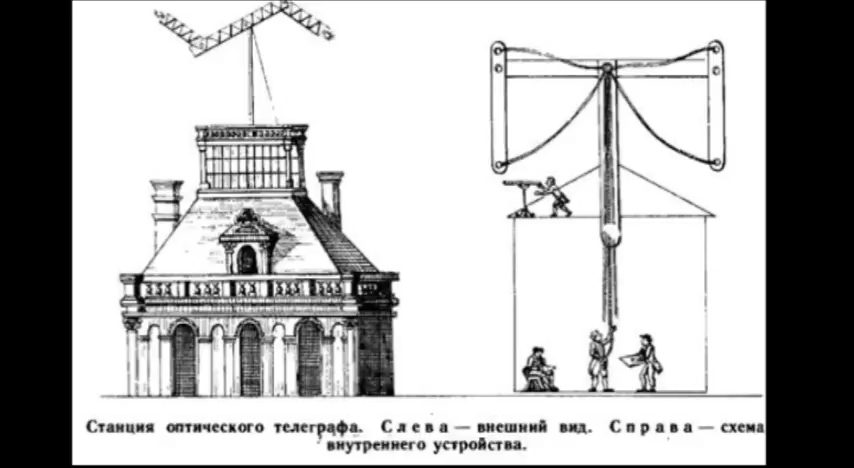 Станция оптического телеграфа. Слева — внешний вид. Справа — схема
внутреннего устройства.